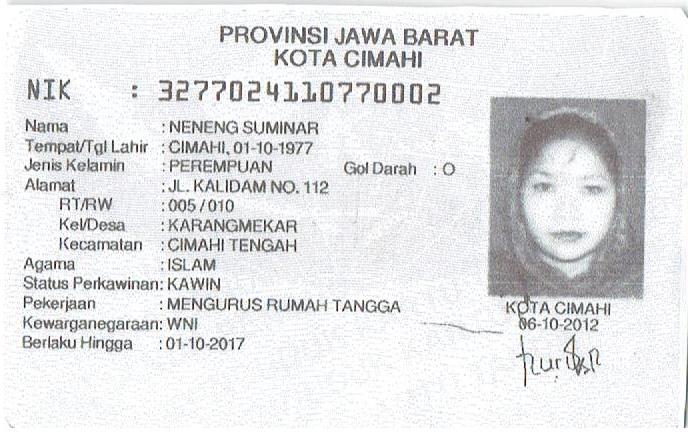 PROVINSI JAWA BARAT
KOTA CIMAHI
NIK : 3277024110770002
Nama : NENENG SUMINAR
Tempat/Tgl Lahir : CIMAHI, 01-10-1977
Jenis Kelamin : PEREMPUAN Gol Darah : O
Alamat : JL. KALIDAM NO. 112
RT/RW : 005 / 010
Kel/Desa : KARANGMEKAR
Kecamatan : CIMAHI TENGAH
Agama : ISLAM
Status Perkawinan: KAWIN
Pekerjaan : MENGURUS RUMAH TANGGA
Kewarganegaraan: WNI
Berlaku Hingga : 01-10-2017
KOTA CIMAHI
06-10-2012